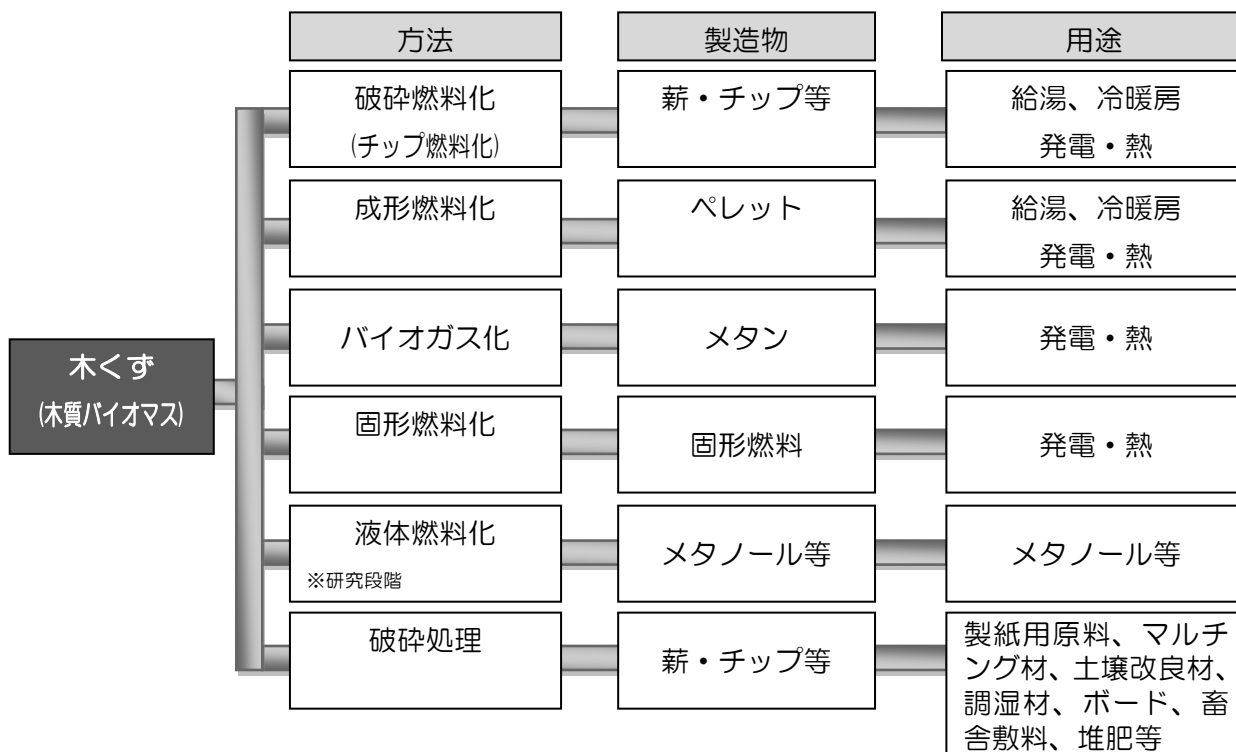 方法
製造物
用途
木くず
(木質バイオマス)
破砕燃料化
(チップ燃料化)
薪・チップ等
給湯、冷暖房
発電・熱
成形燃料化
ペレット
給湯、冷暖房
発電・熱
バイオガス化
メタン
発電・熱
固形燃料化
固形燃料
発電・熱
液体燃料化
※研究段階
メタノール等
メタノール等
破砕処理
薪・チップ等
製紙用原料、マルチ
ング材、土壌改良材、
調湿材、ボード、畜
舎敷料、堆肥等